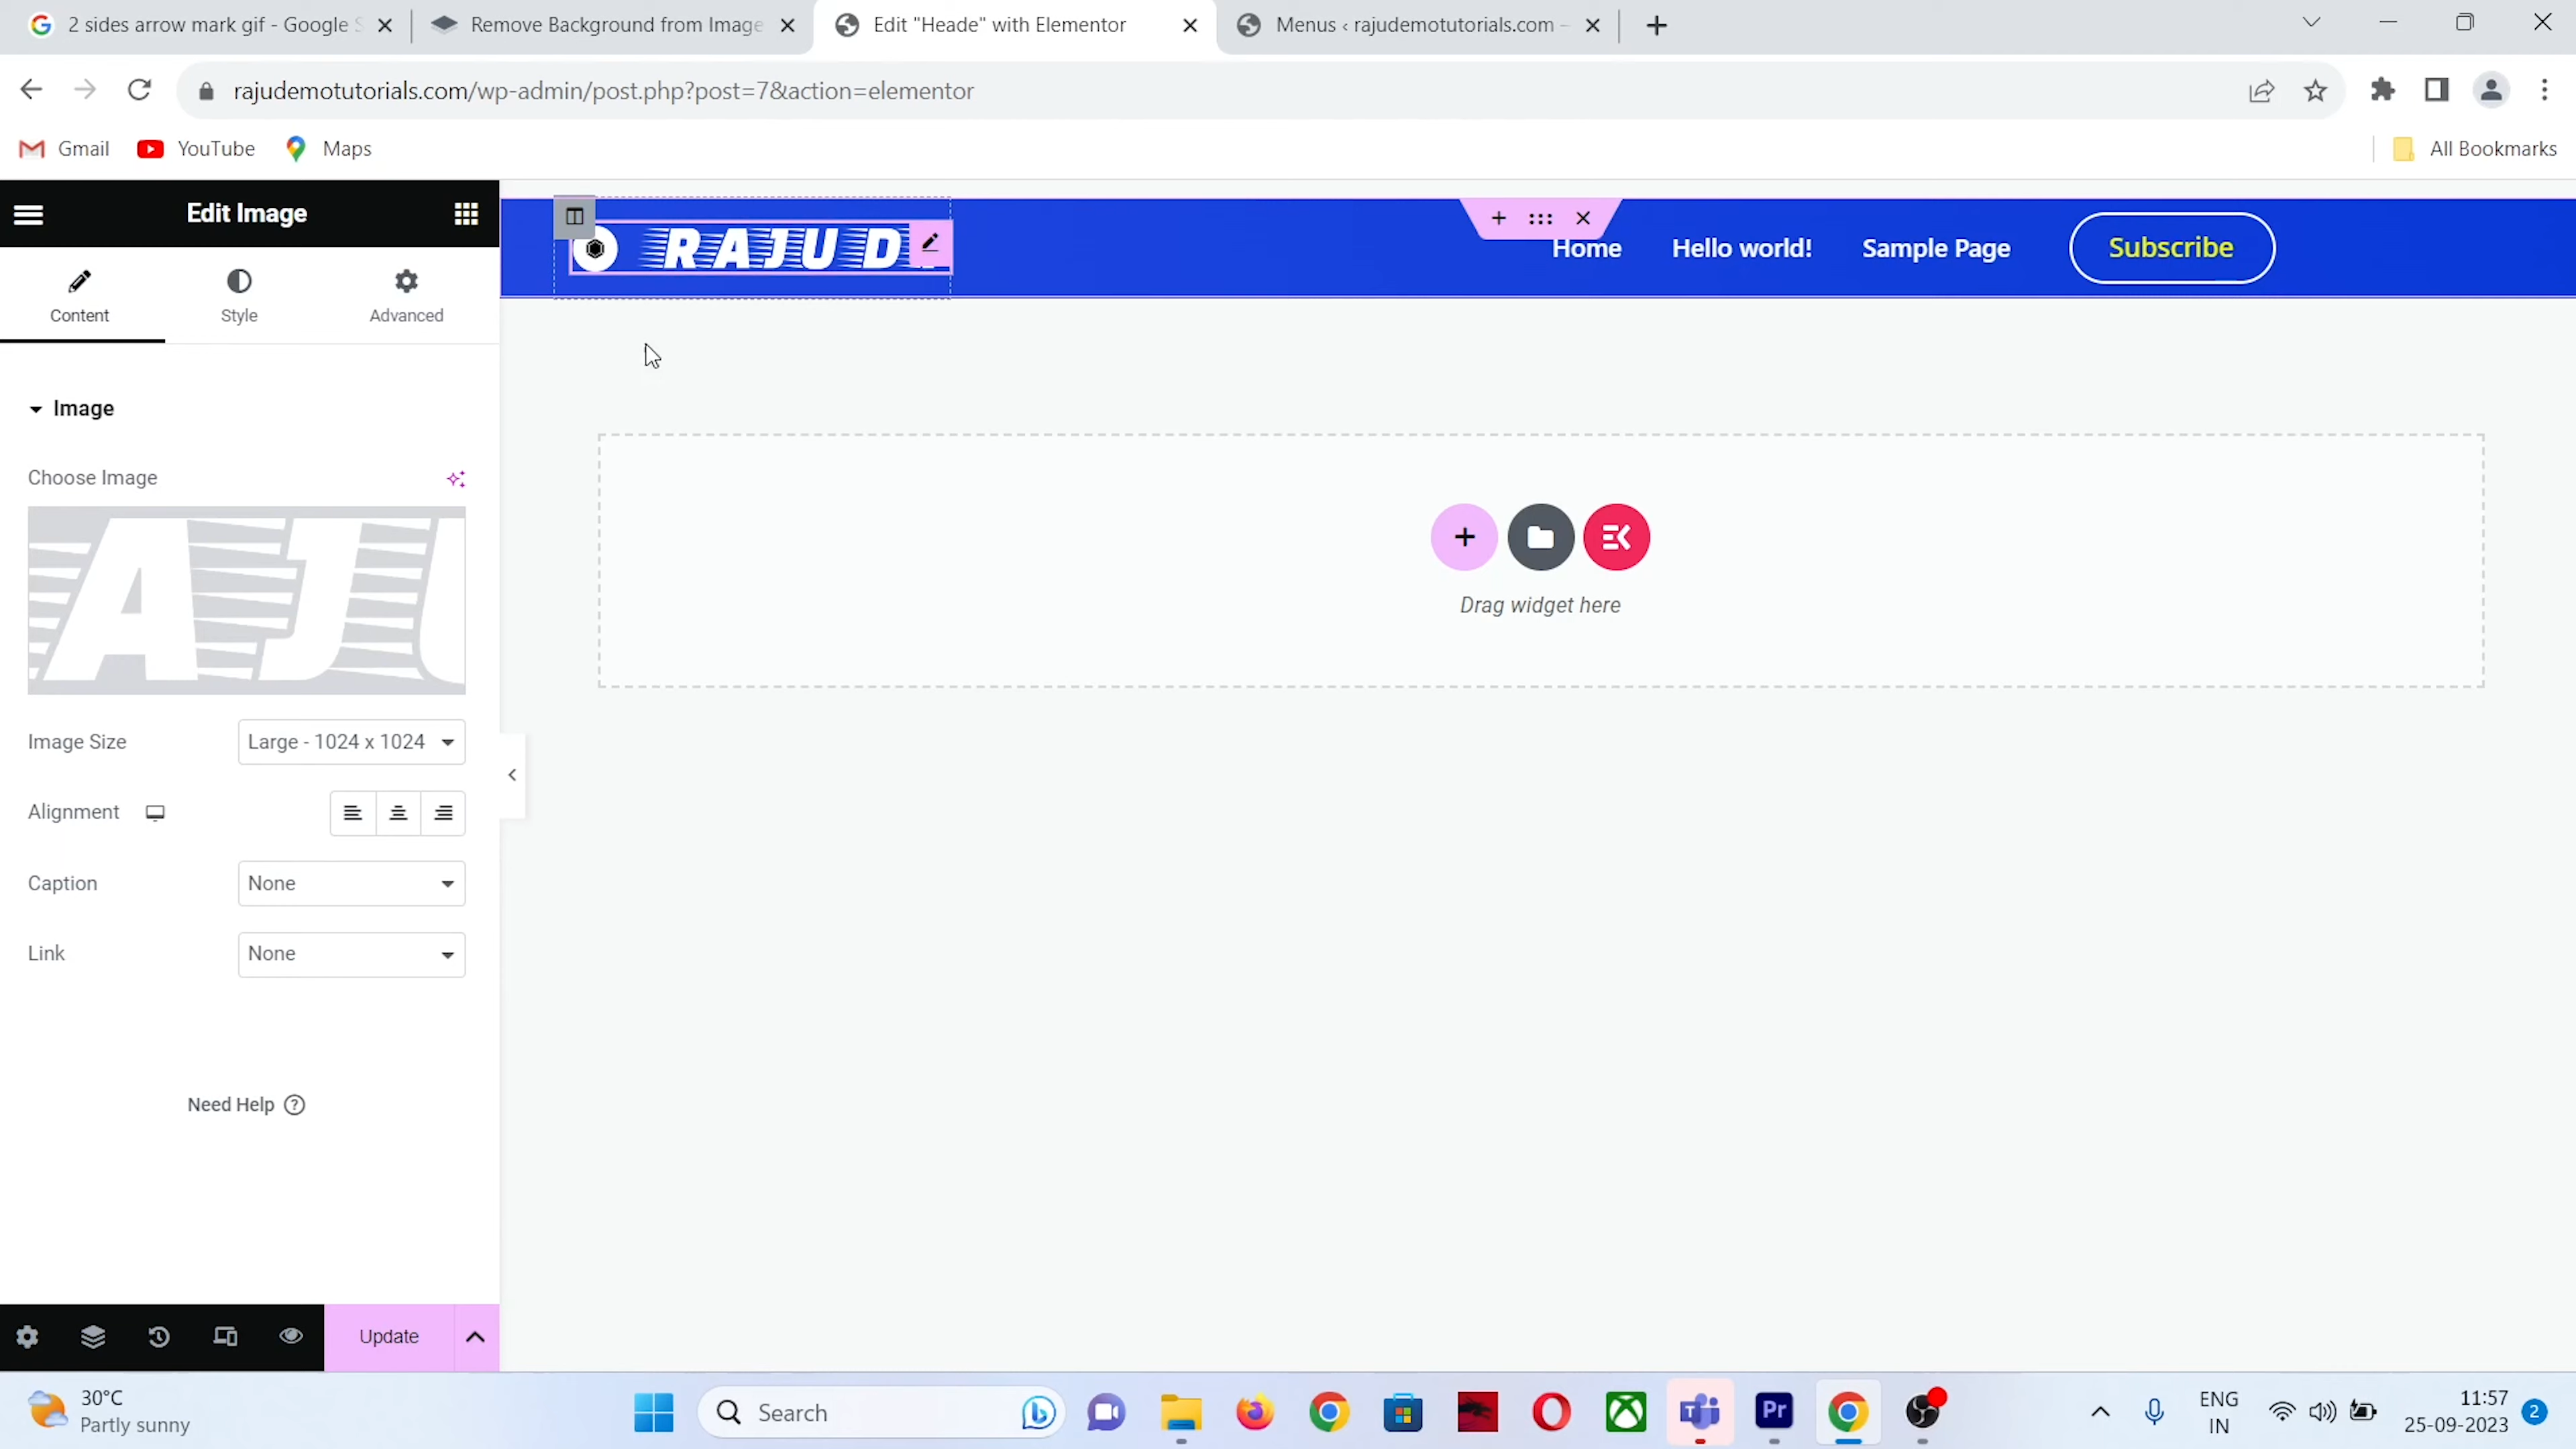 2 sides arrow mark gif - Google S
Remove Background from Image
Edit "Heade" with Elementor
Menus ‹ rajudemotutorials.com –
rajudemotutorials.com/wp-admin/post.php?post=7&action=elementor
Gmail
YouTube
Maps
All Bookmarks
Edit Image
Content
Style
Advanced
RAJU D
Home
Hello world!
Sample Page
Subscribe
Image
Choose Image
AJU
Image Size
Large - 1024 x 1024
Alignment
Caption
None
Link
None
Need Help
Drag widget here
Update
30°C
Partly sunny
Search
Pr
ENG
IN
11:57
25-09-2023
2